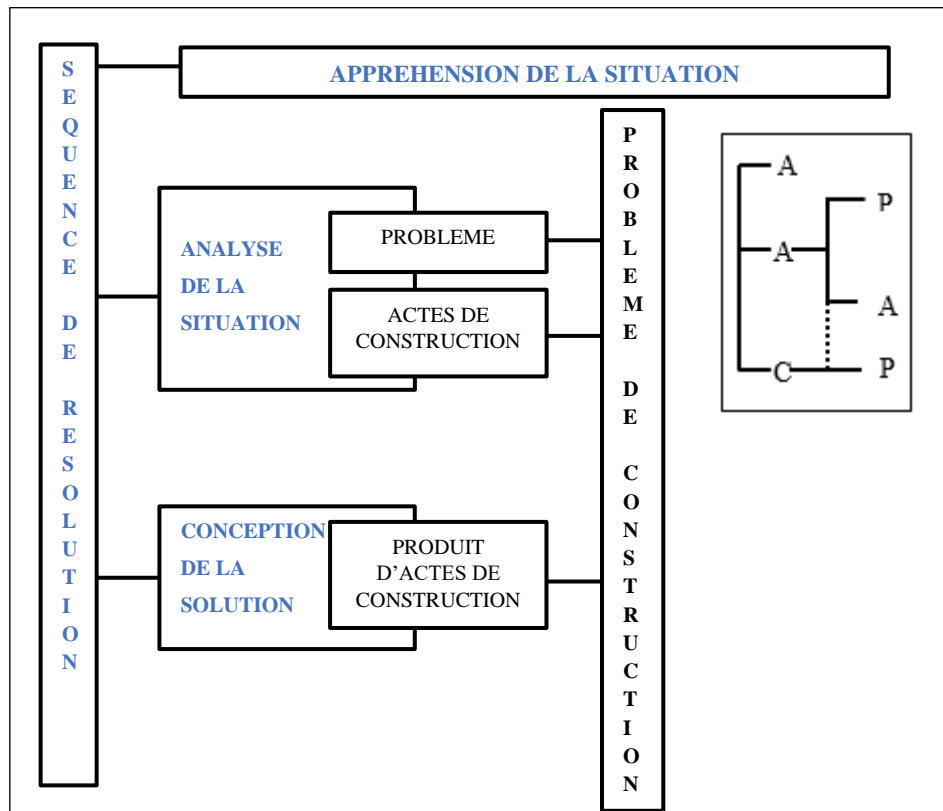 SEQUENCE DE RESOLUTION
APPREHENSION DE LA SITUATION
ANALYSE
DE LA
SITUATION
PROBLEME
ACTES DE
CONSTRUCTION
CONCEPTION
DE LA
SOLUTION
PRODUIT
D’ACTES DE
CONSTRUCTION
PROBLEME DE CONSTRUCTION
A
P
A
A
C
P